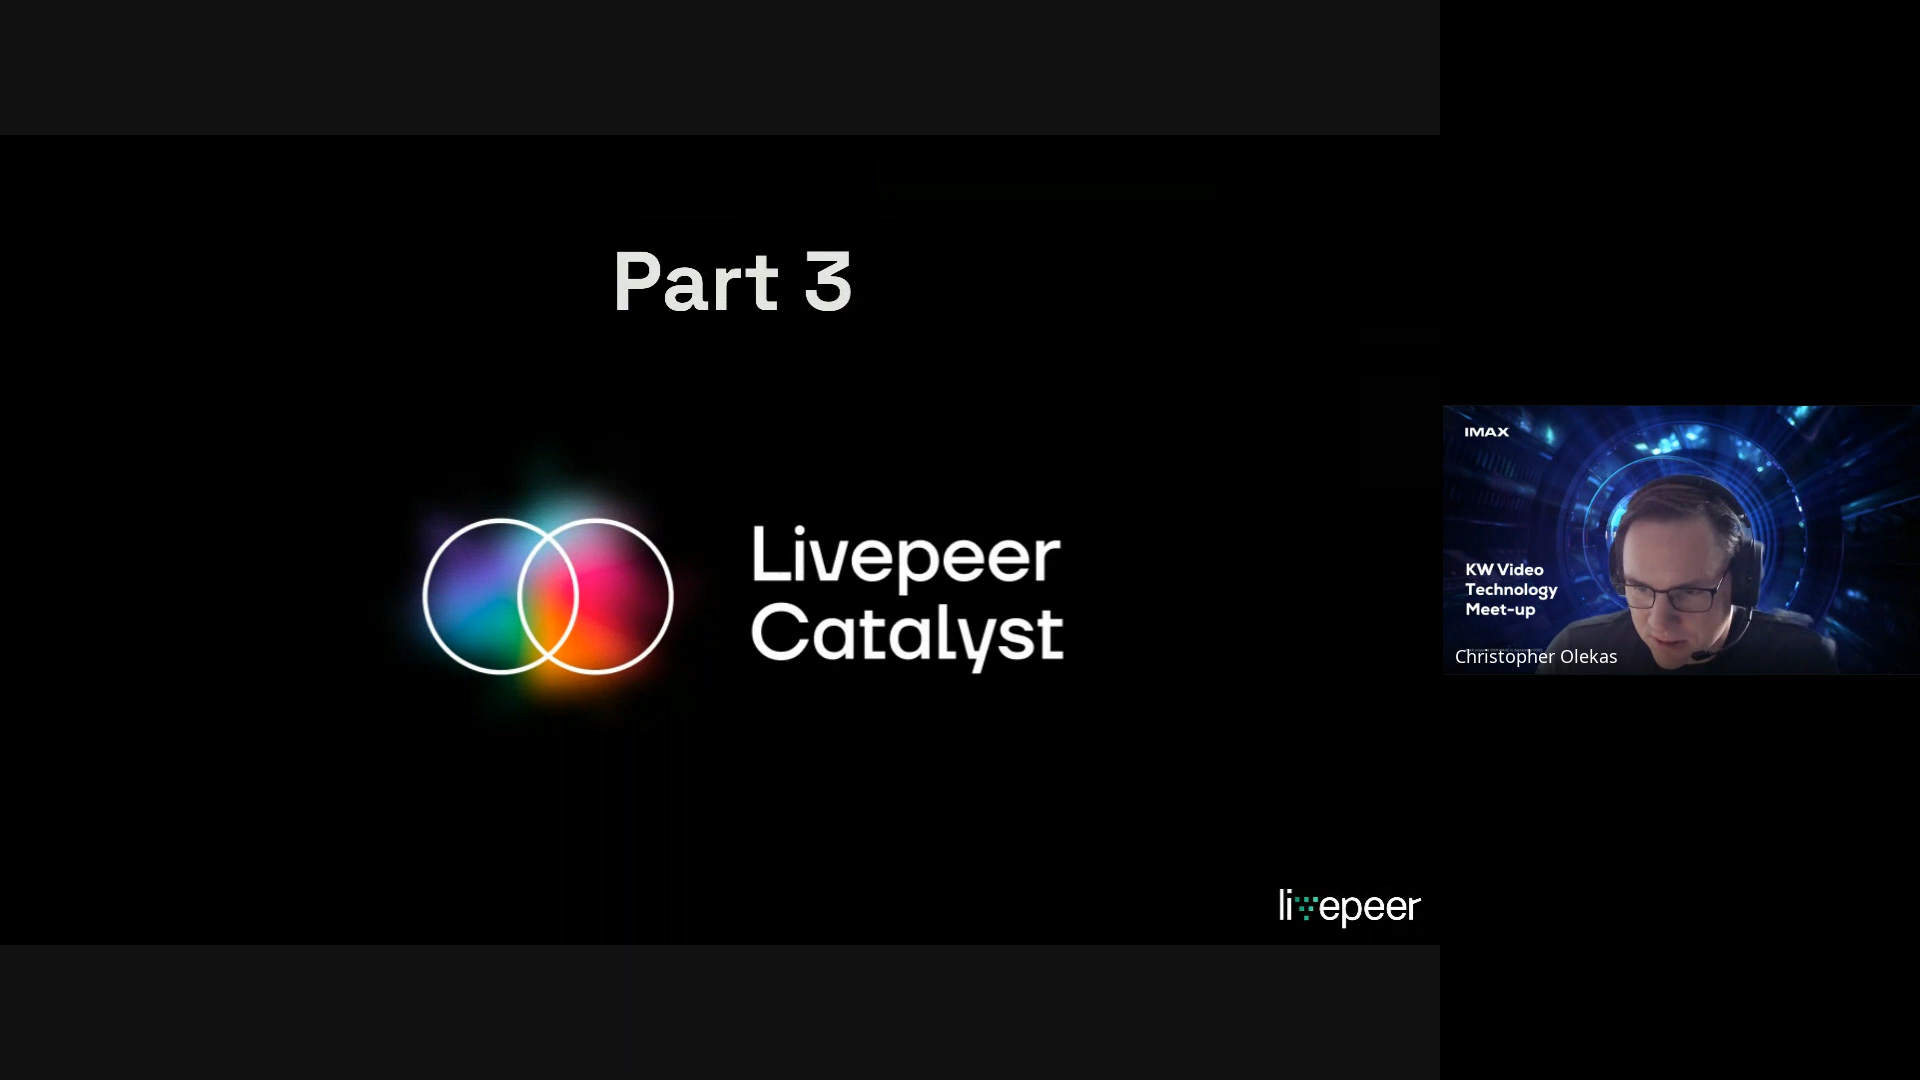 Part 3
Livepeer
Catalyst
livepeer
IMAX
KW Video
Technology
Meet-up
Christopher Olekas